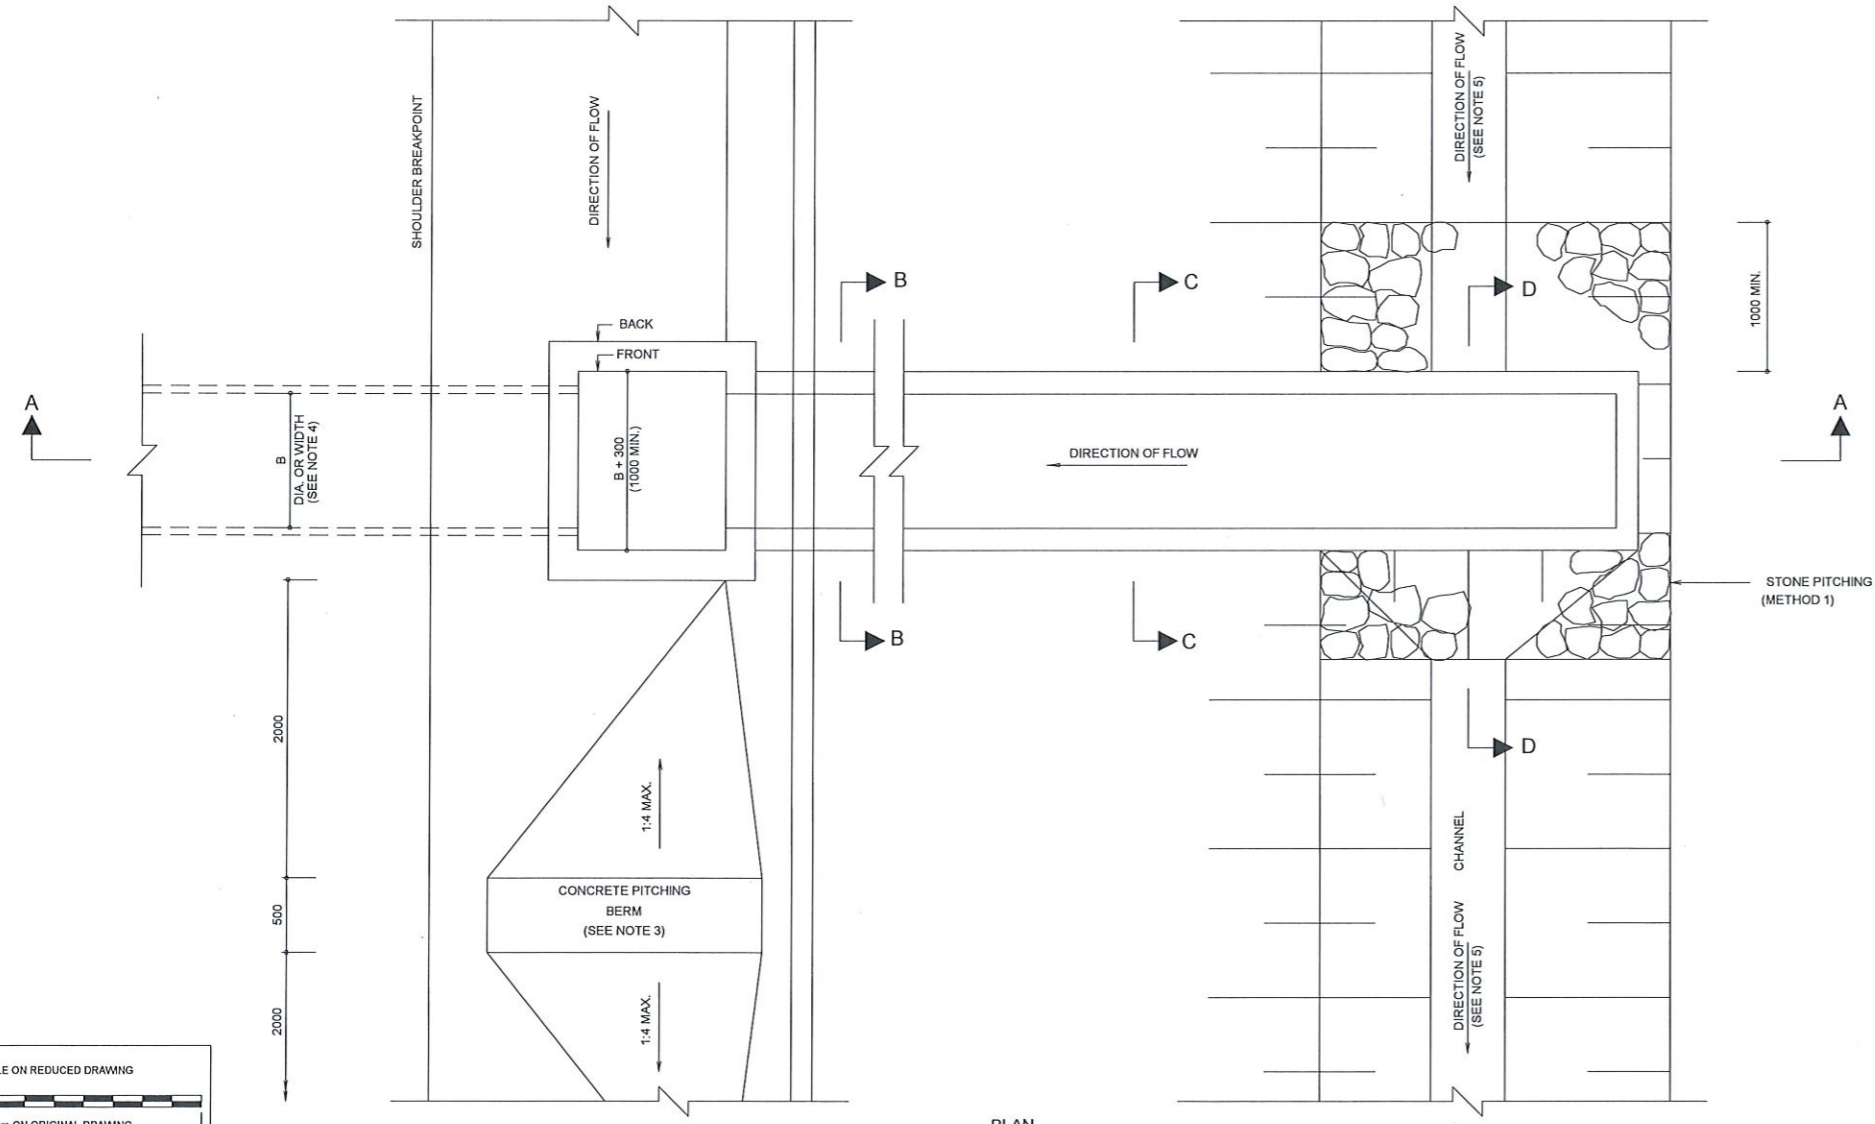 SHOULDER BREAKPOINT
DIRECTION OF FLOW
DIRECTION OF FLOW
(SEE NOTE 5)
B
C
D
1000 MIN.
BACK
FRONT
A
B
DIA. OR WIDTH
(SEE NOTE 4)
B + 300
(1000 MIN.)
DIRECTION OF FLOW
A
STONE PITCHING
(METHOD 1)
B
C
D
2000
1:4 MAX.
CHANNEL
500
CONCRETE PITCHING
BERM
(SEE NOTE 3)
DIRECTION OF FLOW
(SEE NOTE 5)
2000
1:4 MAX.
ON REDUCED DRAWING
ON ORIGINAL DRAWING
PLAN